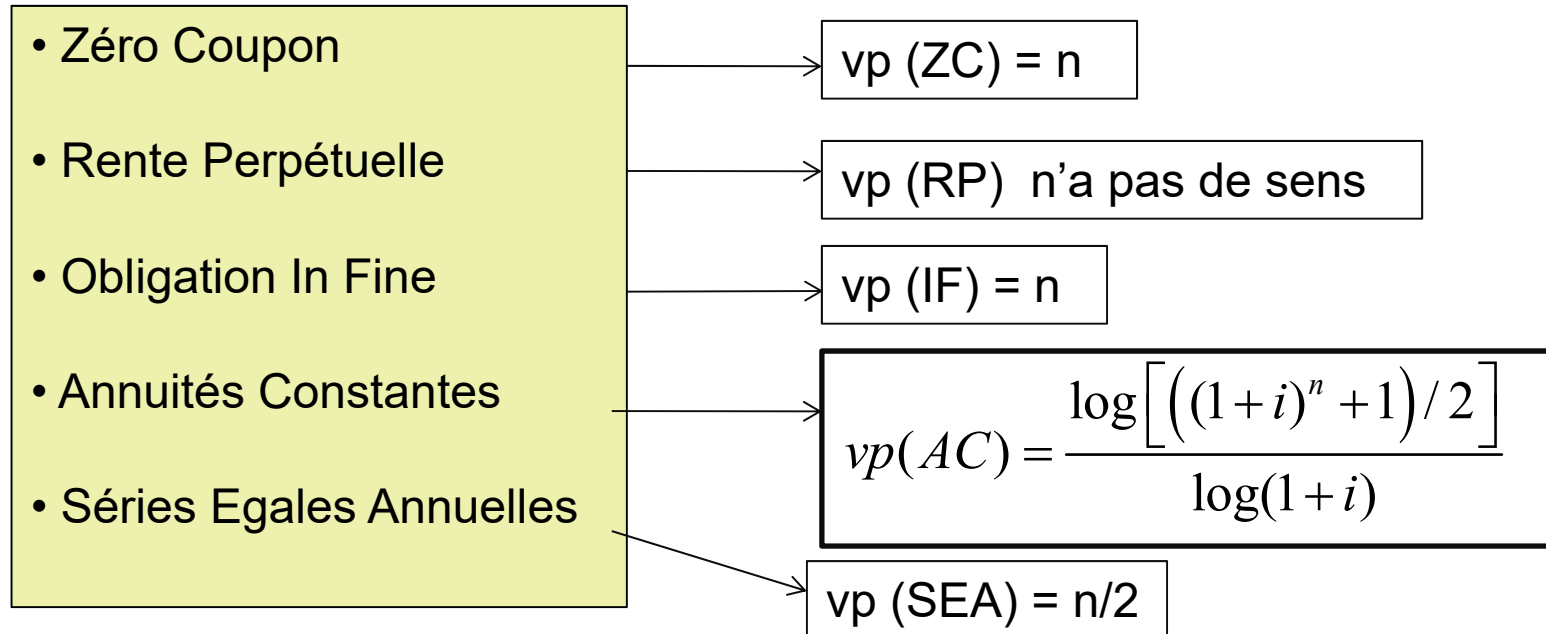 • Zéro Coupon
vp (ZC) = n
• Rente Perpétuelle
vp (RP) n’a pas de sens
• Obligation In Fine
vp (IF) = n
• Annuités Constantes
vp(AC) = log[((1+i)^n +1)/2] / log(1+i)
• Séries Egales Annuelles
vp (SEA) = n/2